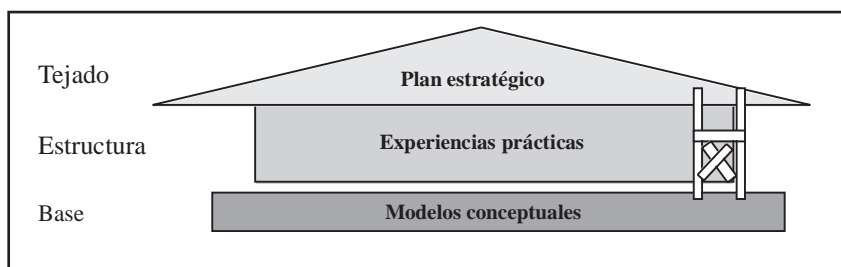 Tejado
Plan estratégico
Estructura
Experiencias prácticas
Base
Modelos conceptuales